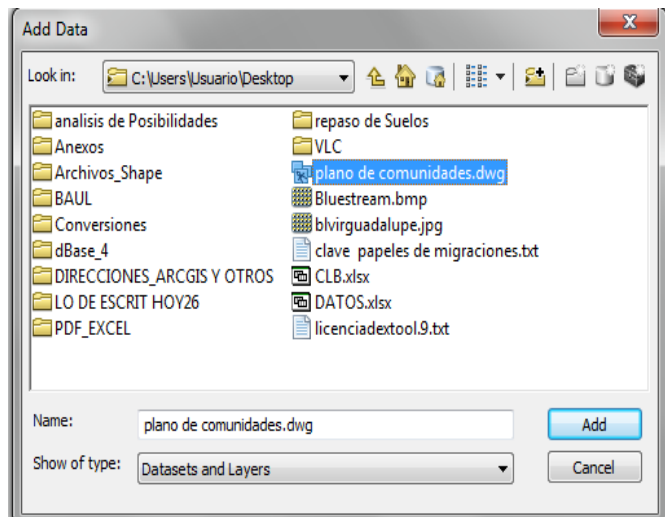 Add Data
Look in: C:\Users\Usuario\Desktop
analisis de Posibilidades
Anexos
Archivos_Shape
BAUL
Conversiones
dBase_4
DIRECCIONES_ARCGIS Y OTROS
LO DE ESCRIT HOY26
PDF_EXCEL
repaso de Suelos
VLC
plano de comunidades.dwg
Bluestream.bmp
blvirguadalupe.jpg
clave papeles de migraciones.txt
CLB.xlsx
DATOS.xlsx
licenciadextool.9.txt
Name: plano de comunidades.dwg Add
Show of type: Datasets and Layers Cancel